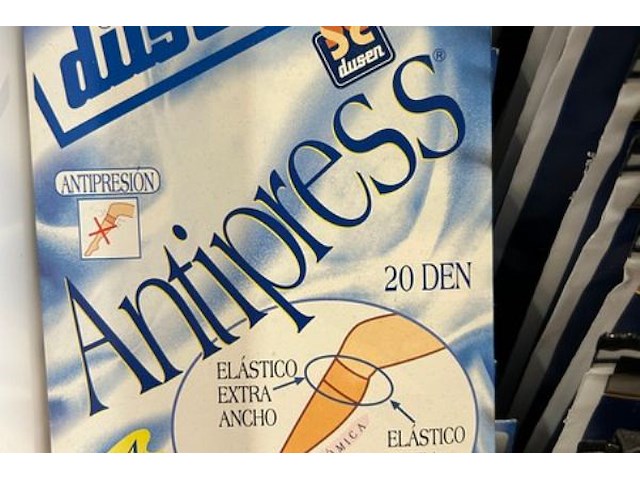 dusen
ANTIPRESIÓN
Antipress®
20 DEN
ELÁSTICO
EXTRA
ANCHO
ELÁSTICO